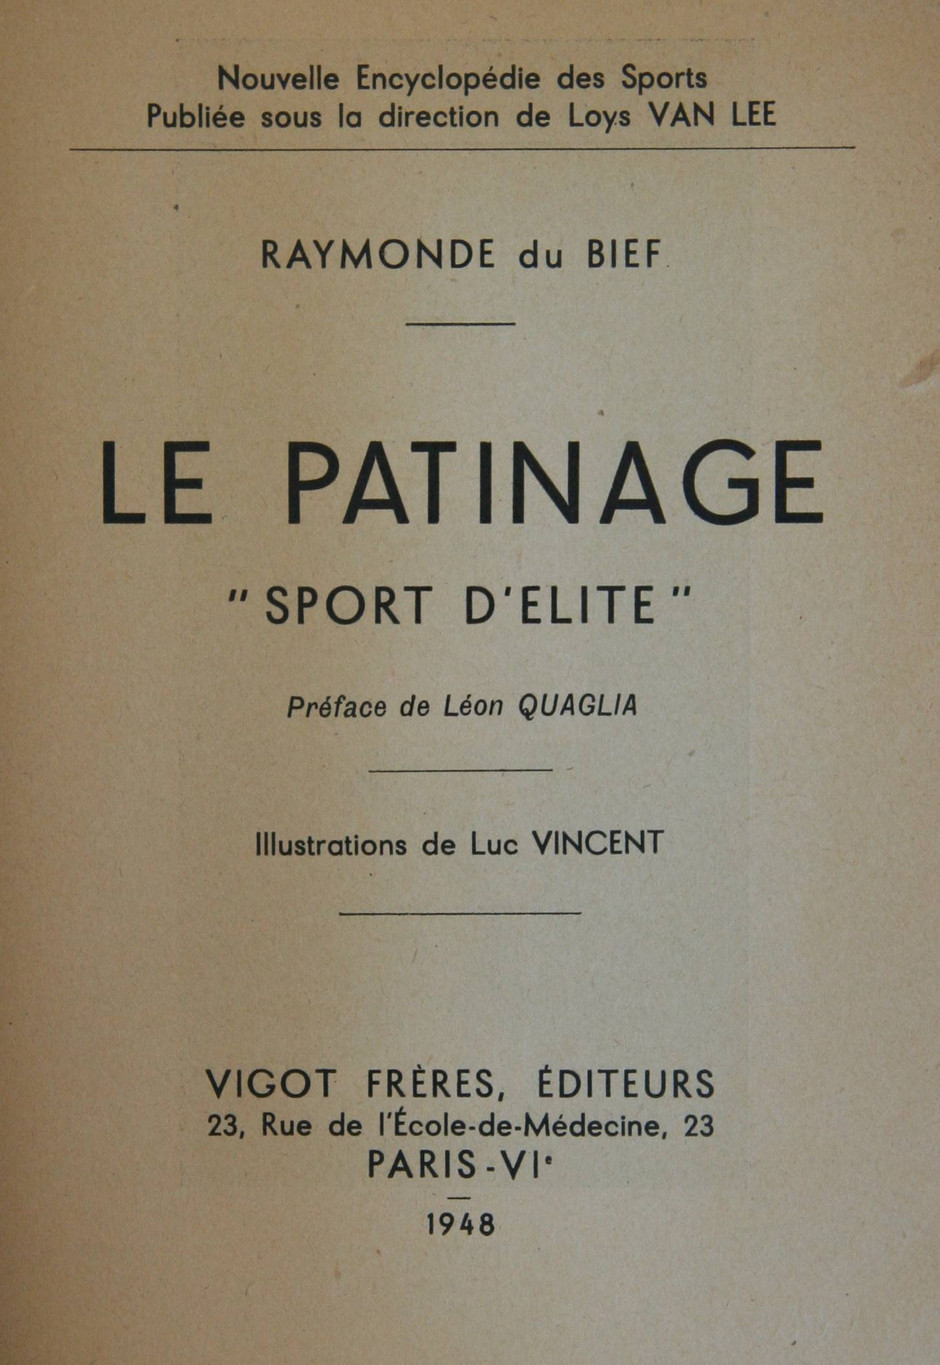 Nouvelle Encyclopédie des Sports
Publiée sous la direction de Loys VAN LEE
RAYMONDE du BIEF
LE PATINAGE
"SPORT D'ELITE"
Préface de Léon QUAGLIA
Illustrations de Luc VINCENT
VIGOT FRÈRES, ÉDITEURS
23, Rue de l'École-de-Médecine, 23
PARIS-VIe
1948